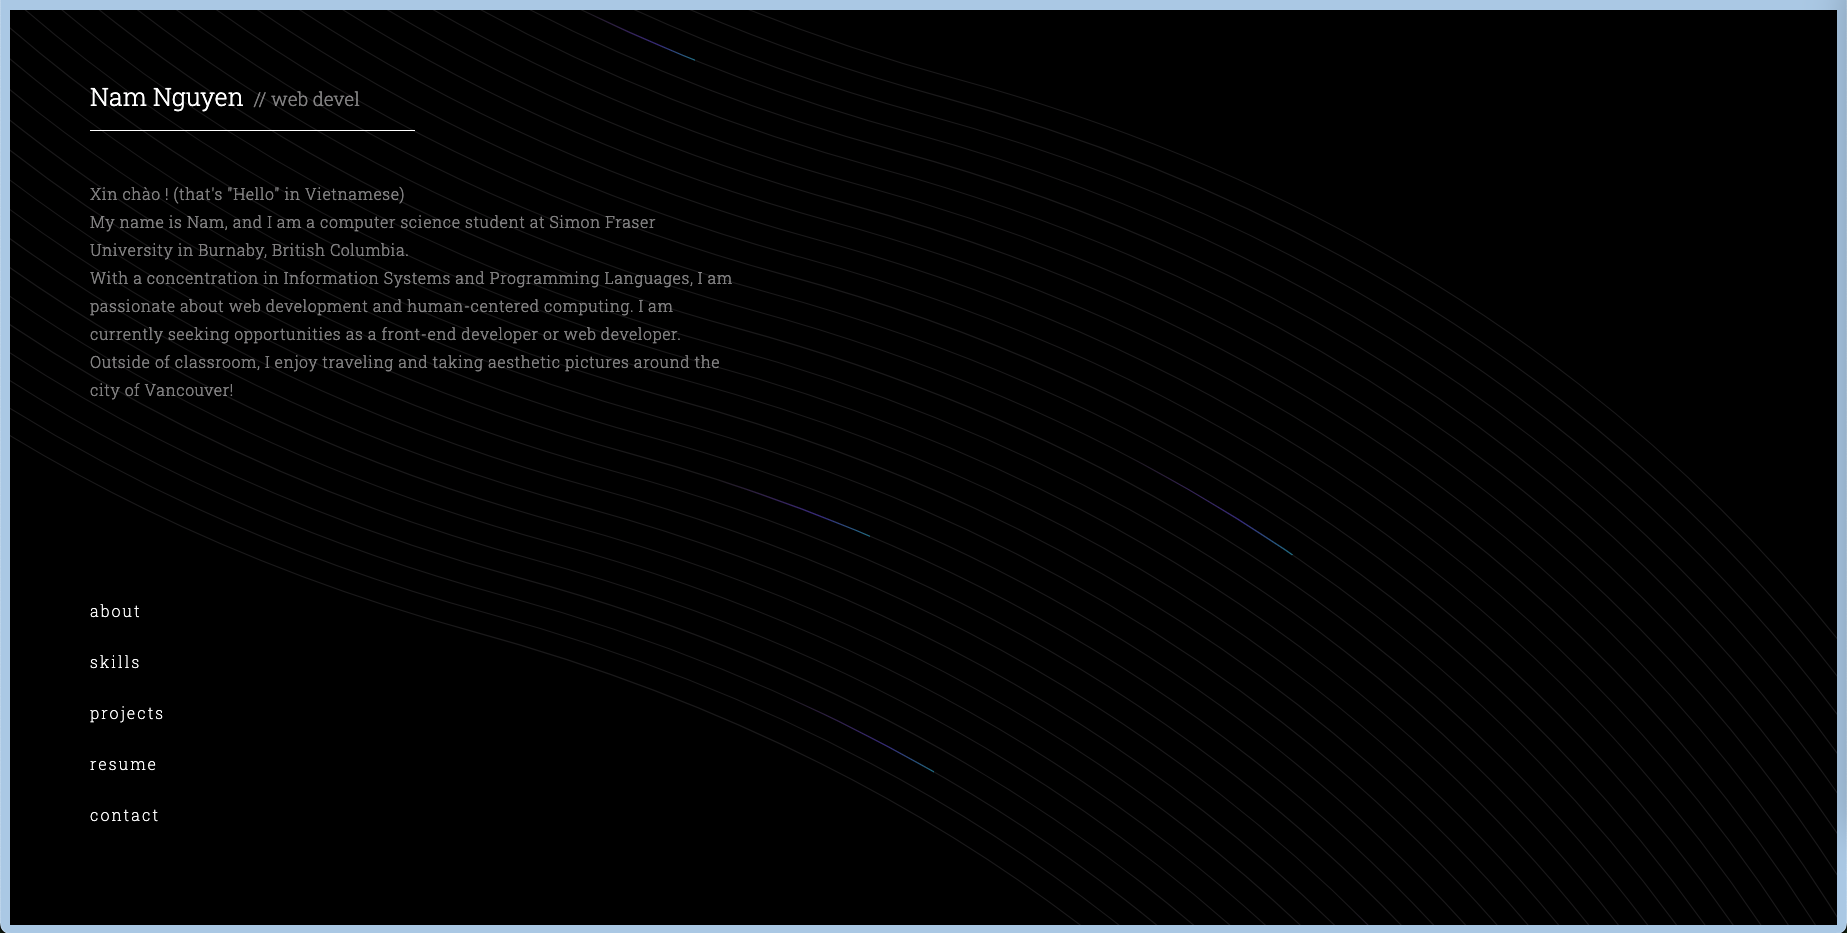 Nam Nguyen // web devel
Xin chào ! (that's "Hello" in Vietnamese)
My name is Nam, and I am a computer science student at Simon Fraser
University in Burnaby, British Columbia.
With a concentration in Information Systems and Programming Languages, I am
passionate about web development and human-centered computing. I am
currently seeking opportunities as a front-end developer or web developer.
Outside of classroom, I enjoy traveling and taking aesthetic pictures around the
city of Vancouver!
about
skills
projects
resume
contact